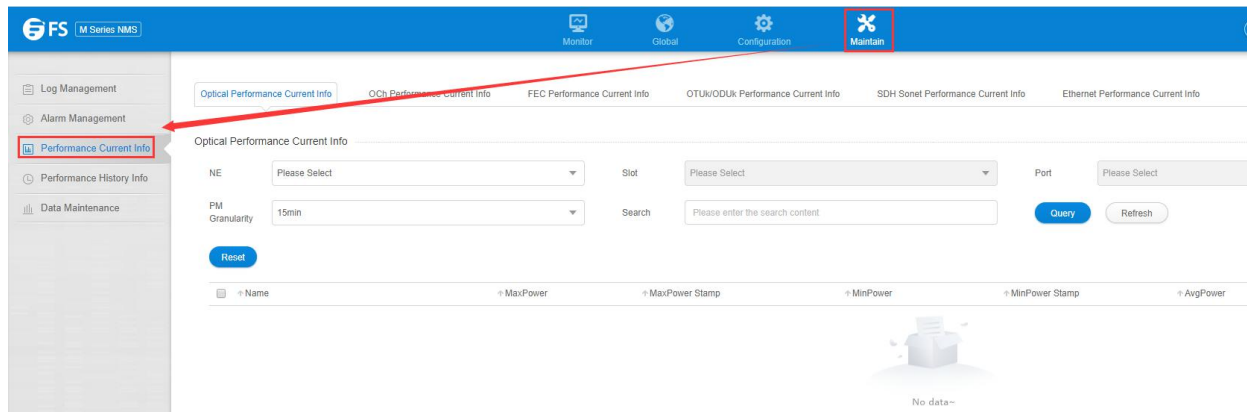 FS M Series NMS
Monitor
Global
Configuration
Maintain
Log Management
Alarm Management
Performance Current Info
Performance History Info
Data Maintenance
Optical Performance Current Info
OCh Performance Current Info
FEC Performance Current Info
OTUk/ODUk Performance Current Info
SDH Sonet Performance Current Info
Ethernet Performance Current Info
Optical Performance Current Info
NE Please Select Slot Please Select Port Please Select
PM Granularity 15min Search Please enter the search content Query Refresh
Reset
Name MaxPower MaxPower Stamp MinPower MinPower Stamp AvgPower
No data~